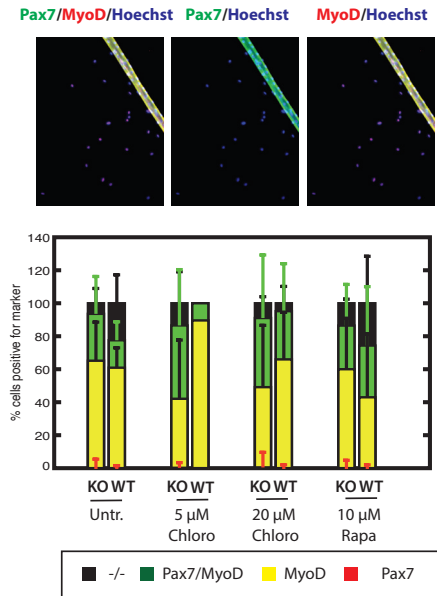 Pax7/MyoD/Hoechst Pax7/Hoechst MyoD/Hoechst
% cells positive for marker
140
120
100
80
60
40
20
0
KO WT KO WT KO WT KO WT
Untr. 5 µM Chloro 20 µM Chloro 10 µM Rapa
-/- Pax7/MyoD MyoD Pax7